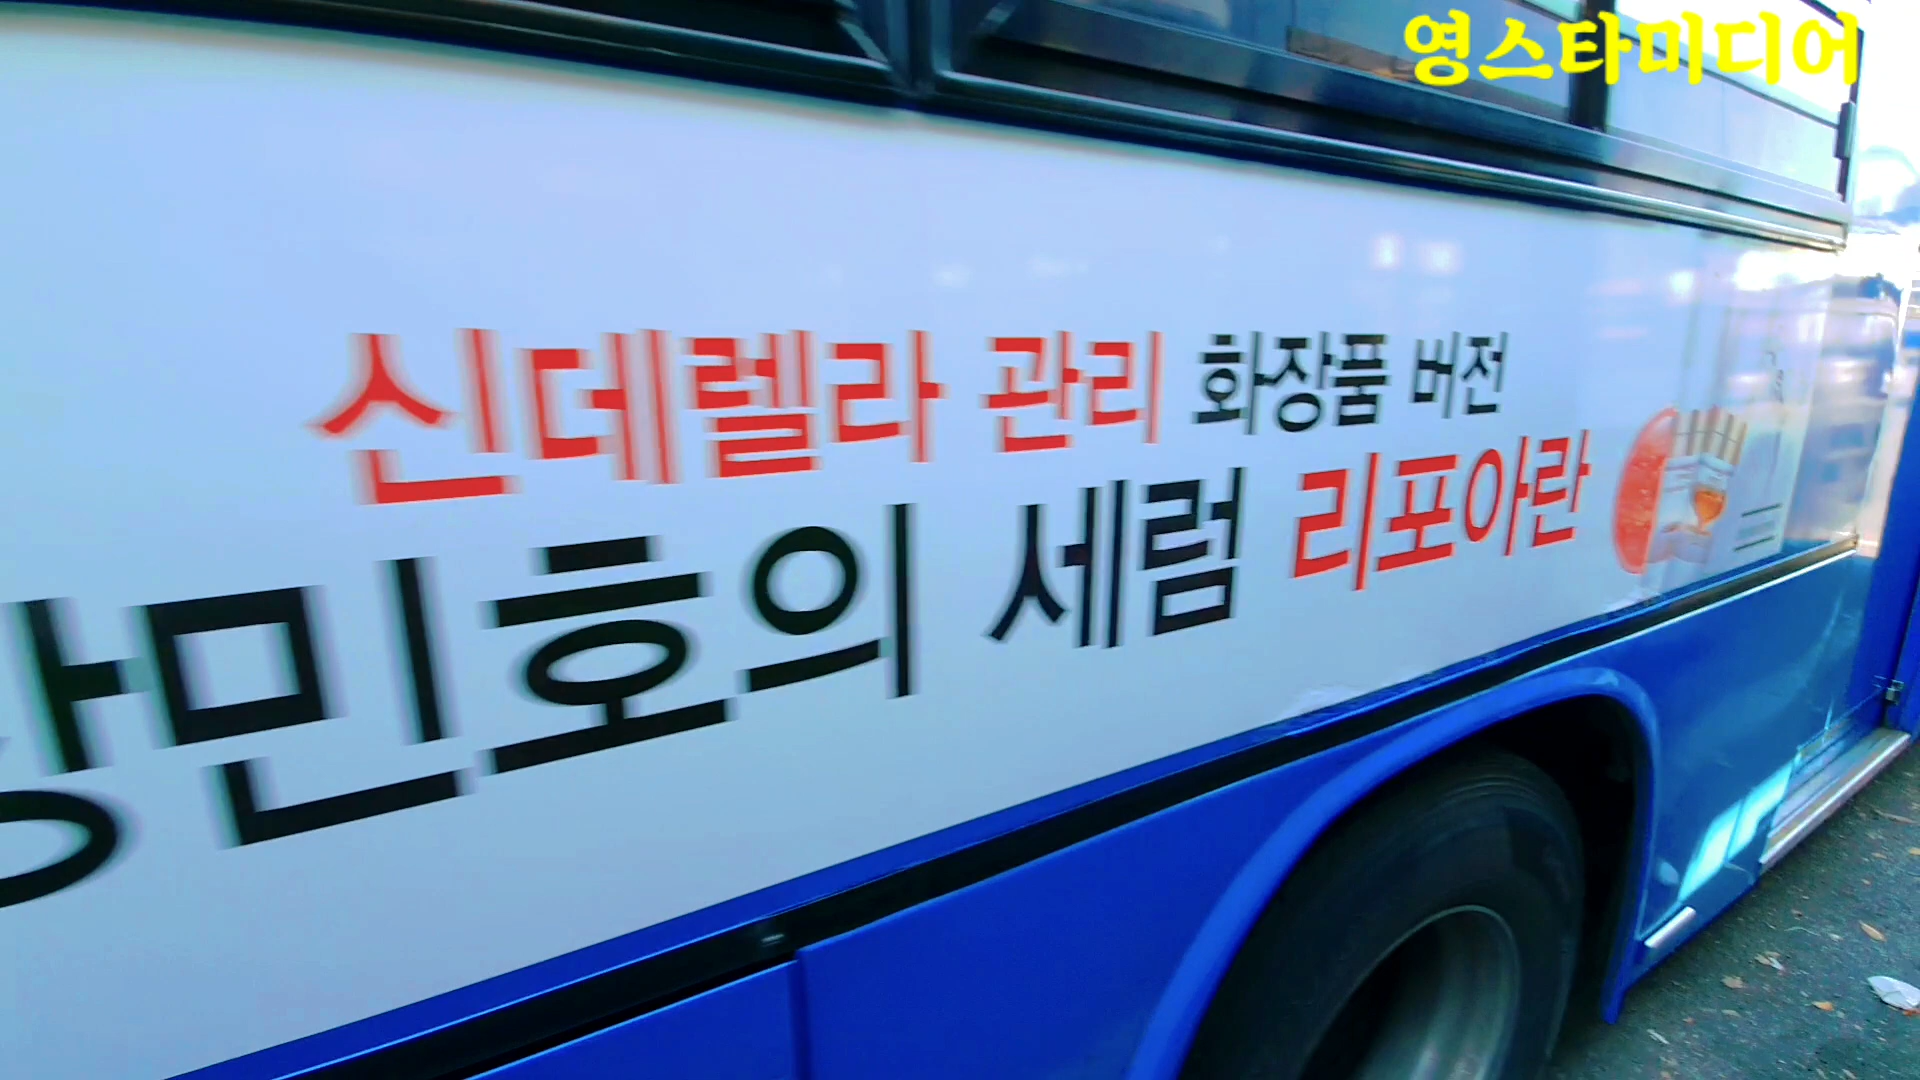 영스타미디어
신데렐라 관리 화장품 버전
민호의 세럼 리포아란